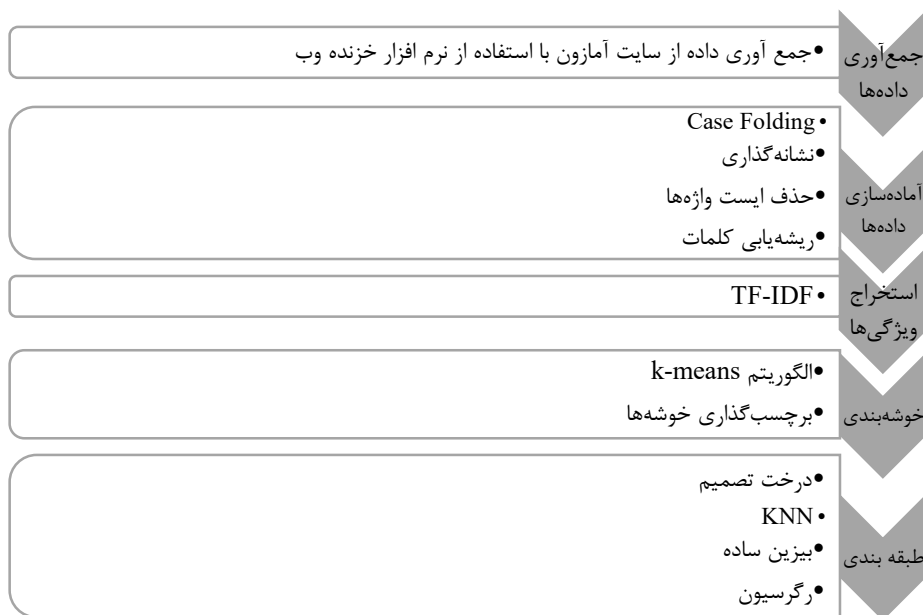 جمع‌آوری
داده‌ها
•جمع آوری داده از سایت آمازون با استفاده از نرم افزار خزنده وب
آماده‌سازی
داده‌ها
•Case Folding
•نشانه‌گذاری
•حذف ایست واژه‌ها
•ریشه‌یابی کلمات
استخراج
ویژگی‌ها
•TF-IDF
خوشه‌بندی
•الگوریتم k-means
•برچسب‌گذاری خوشه‌ها
طبقه بندی
•درخت تصمیم
•KNN
•بیزین ساده
•رگرسیون